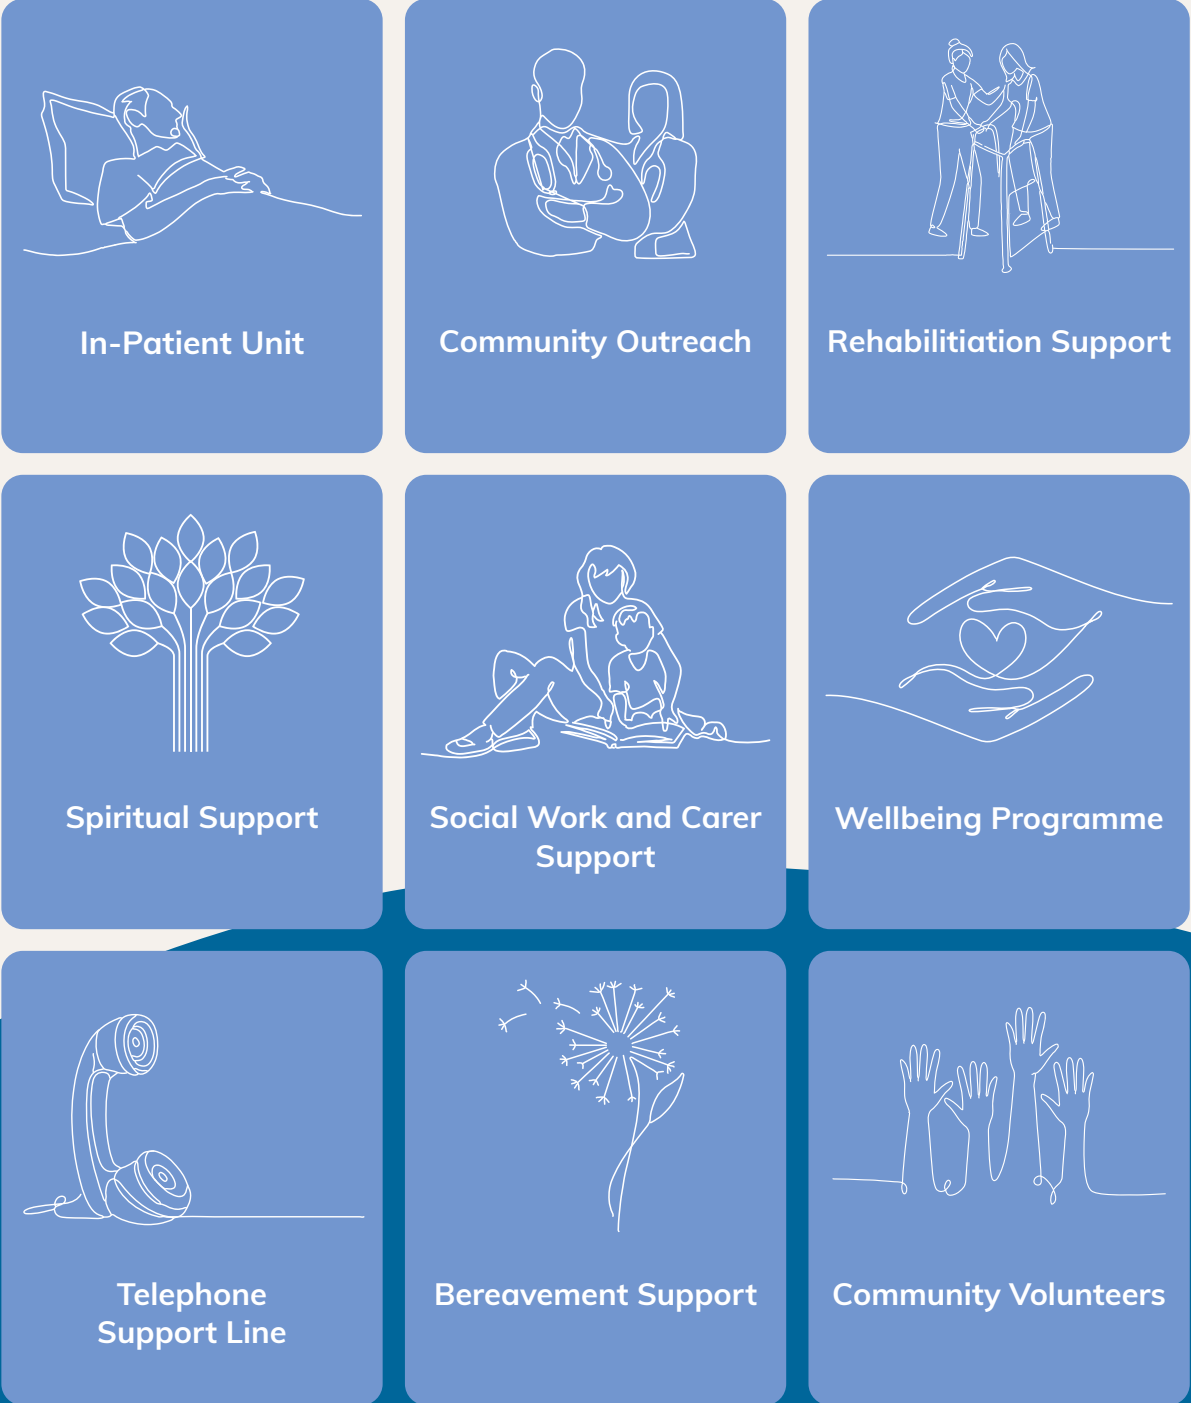 In-Patient Unit
Community Outreach
Rehabilitiation Support
Spiritual Support
Social Work and Carer
Support
Wellbeing Programme
Telephone
Support Line
Bereavement Support
Community Volunteers